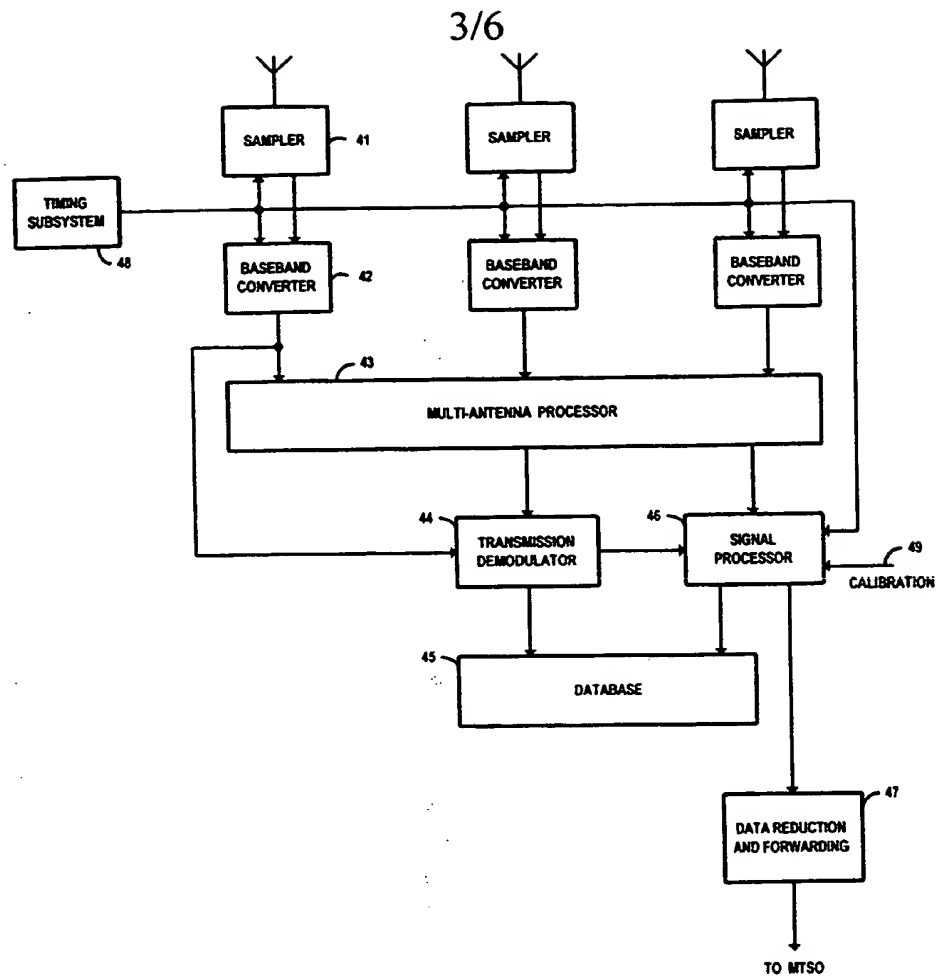 3/6
SAMPLER
41
SAMPLER
SAMPLER
TIMING
SUBSYSTEM
48
BASEBAND
CONVERTER
42
BASEBAND
CONVERTER
BASEBAND
CONVERTER
43
MULTI-ANTENNA PROCESSOR
44
TRANSMISSION
DEMODULATOR
46
SIGNAL
PROCESSOR
49
CALIBRATION
45
DATABASE
47
DATA REDUCTION
AND FORWARDING
TO MTSO